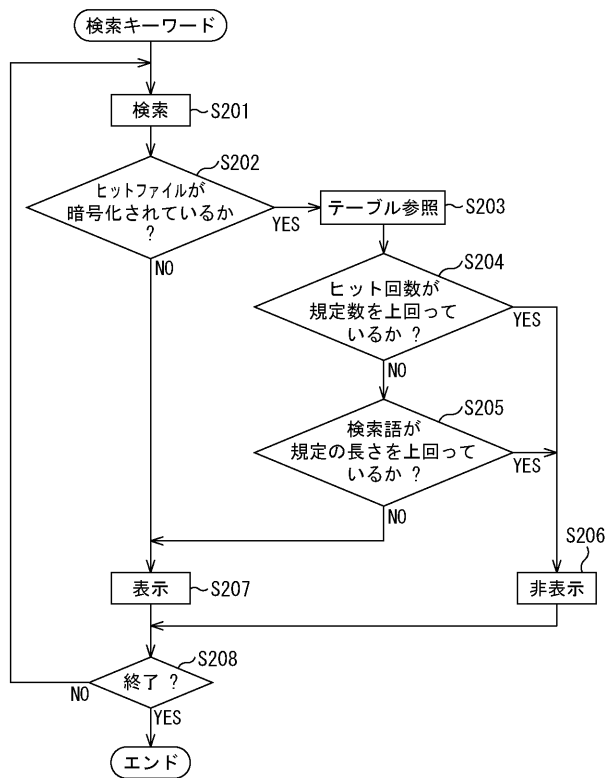 検索キーワード
検索
S201
S202
ヒットファイルが
暗号化されているか
?
YES
NO
テーブル参照
S203
S204
ヒット回数が
規定数を上回って
いるか ?
YES
NO
S205
検索語が
規定の長さを上回って
いるか ?
YES
NO
S206
表示
S207
非表示
S208
終了 ?
NO
YES
エンド